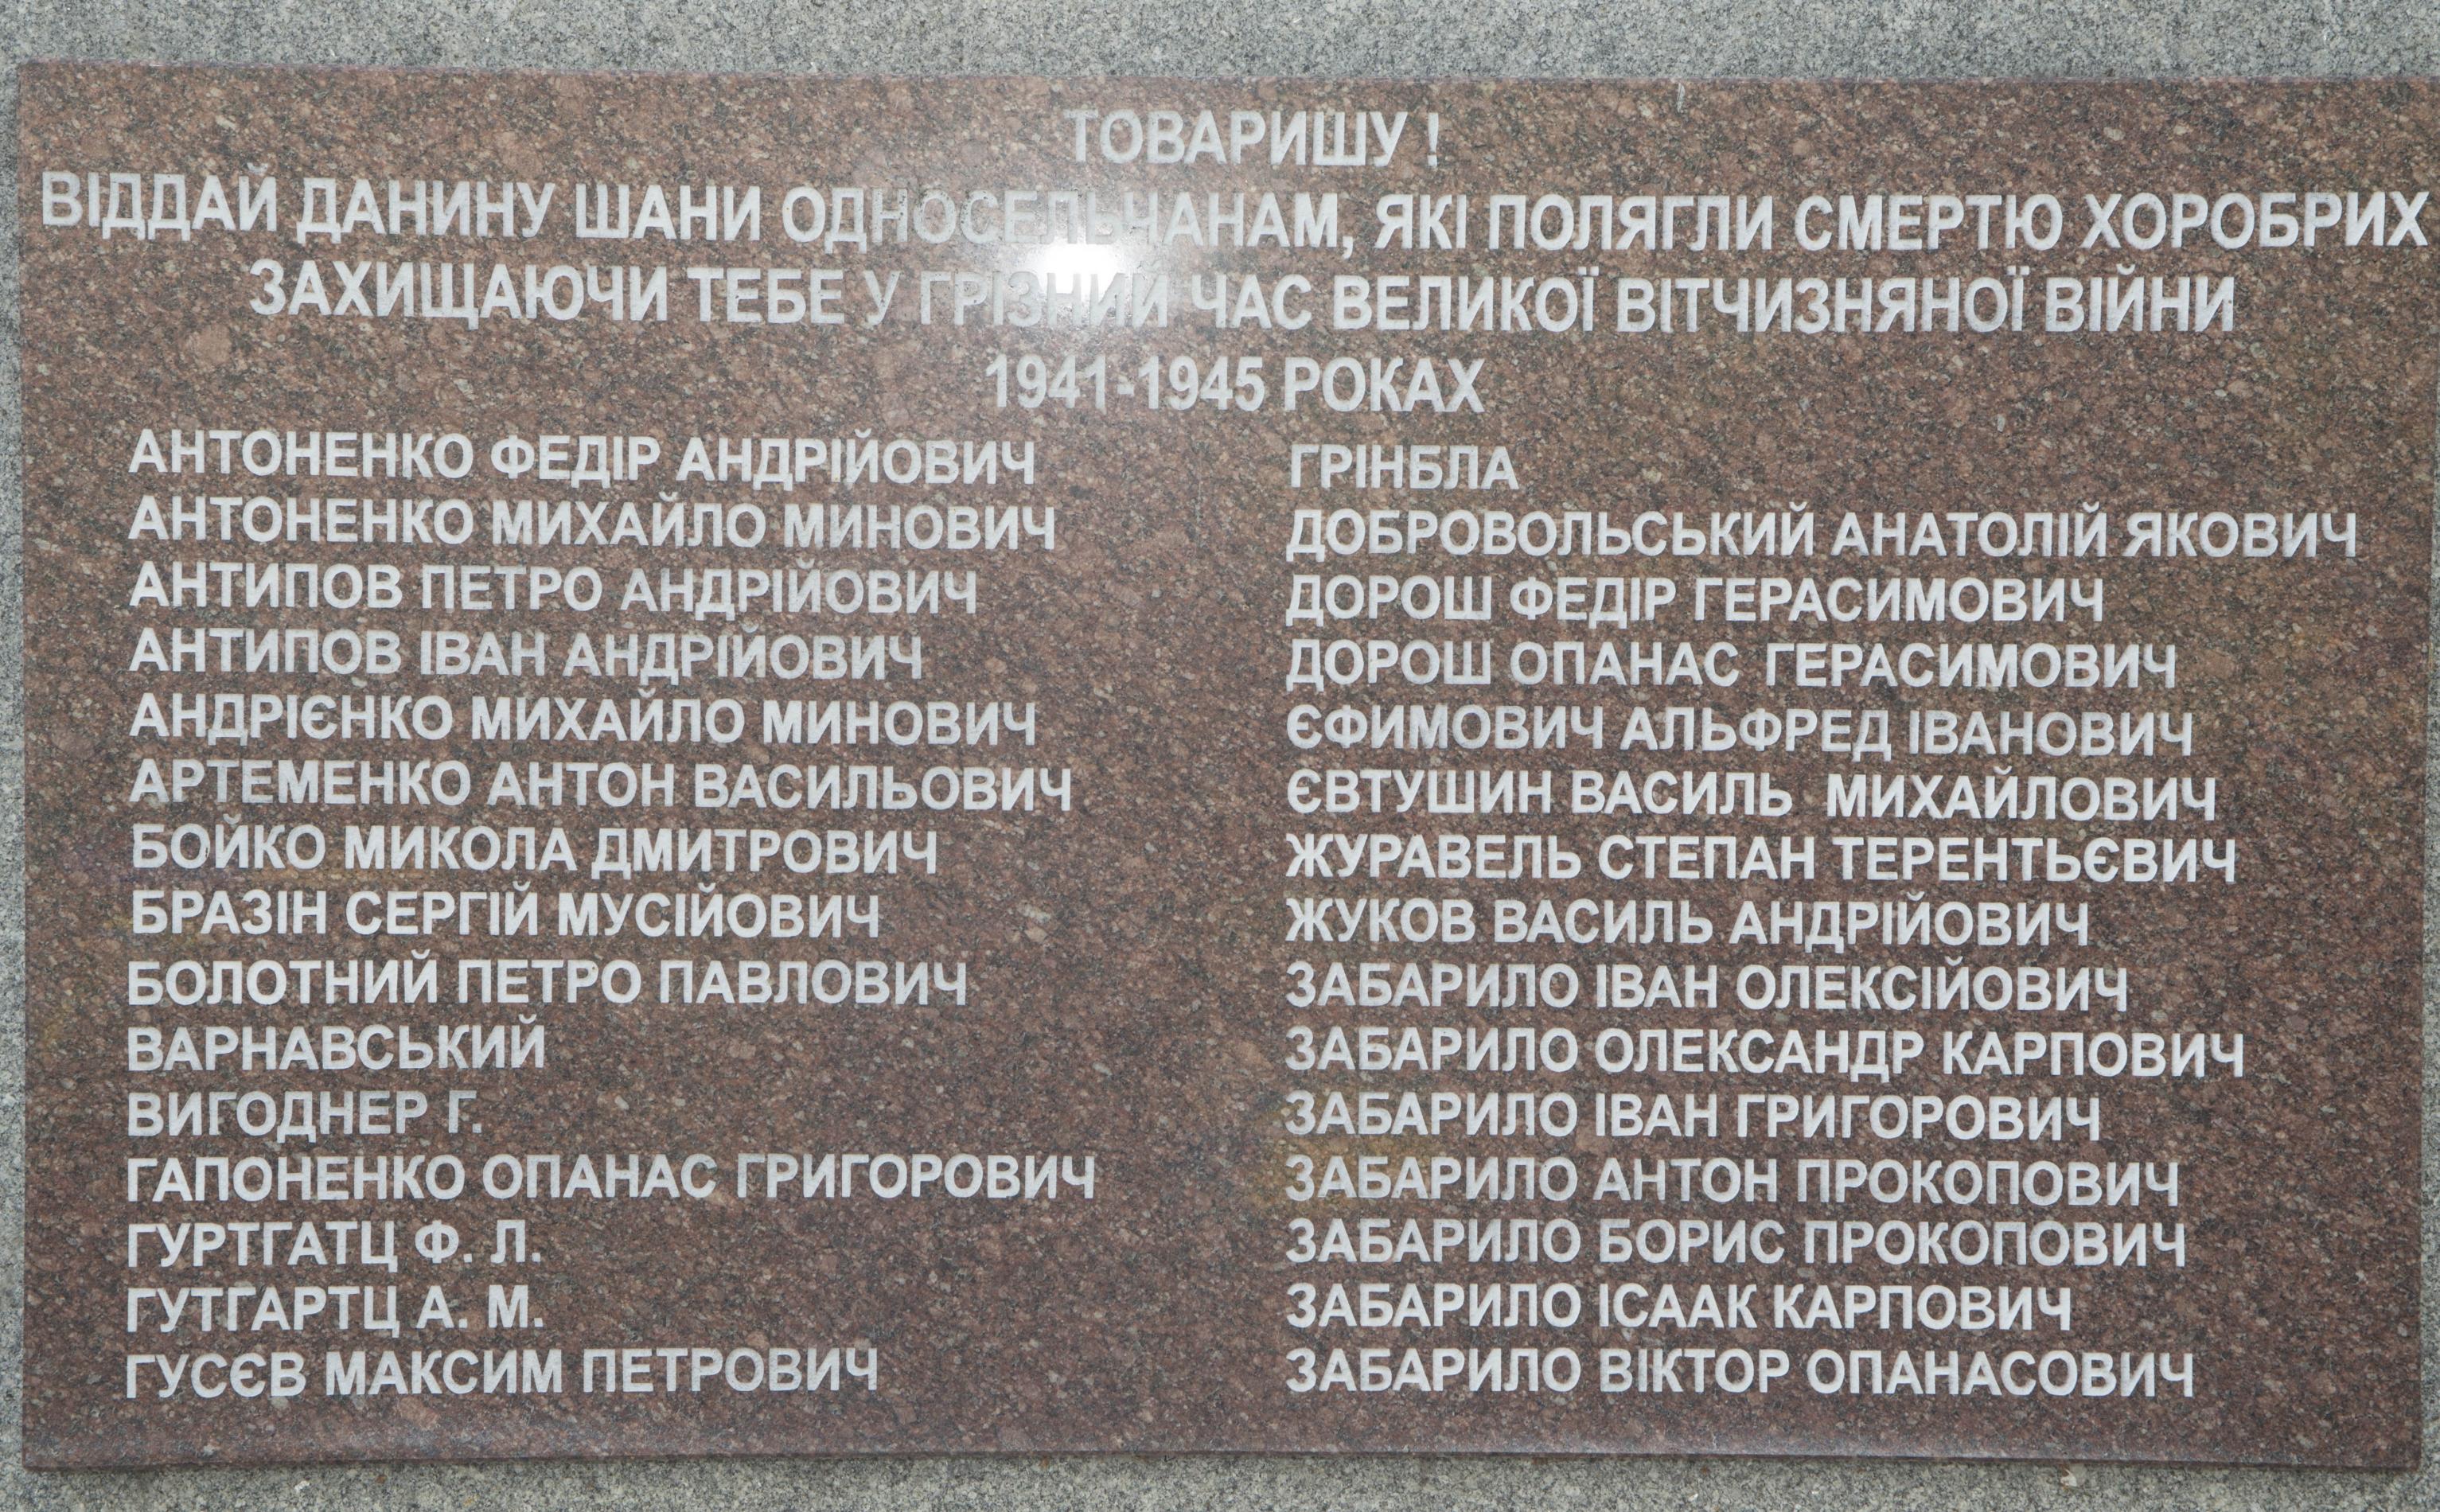 ТОВАРИШУ !
ВІДДАЙ ДАНИНУ ШАНИ ОДНОСЕЛЬЧАНАМ, ЯКІ ПОЛЯГЛИ СМЕРТЮ ХОРОБРИХ
ЗАХИЩАЮЧИ ТЕБЕ У ГРІЗНИЙ ЧАС ВЕЛИКОЇ ВІТЧИЗНЯНОЇ ВІЙНИ
1941-1945 РОКАХ
АНТОНЕНКО ФЕДІР АНДРІЙОВИЧ
АНТОНЕНКО МИХАЙЛО МИНОВИЧ
АНТИПОВ ПЕТРО АНДРІЙОВИЧ
АНТИПОВ ІВАН АНДРІЙОВИЧ
АНДРІЄНКО МИХАЙЛО МИНОВИЧ
АРТЕМЕНКО АНТОН ВАСИЛЬОВИЧ
БОЙКО МИКОЛА ДМИТРОВИЧ
БРАЗІН СЕРГІЙ МУСІЙОВИЧ
БОЛОТНИЙ ПЕТРО ПАВЛОВИЧ
ВАРНАВСЬКИЙ
ВИГОДНЕР Г.
ГАПОНЕНКО ОПАНАС ГРИГОРОВИЧ
ГУРТГАТЦ Ф. Л.
ГУТГАРТЦ А. М.
ГУСЄВ МАКСИМ ПЕТРОВИЧ
ГРІНБЛА
ДОБРОВОЛЬСЬКИЙ АНАТОЛІЙ ЯКОВИЧ
ДОРОШ ФЕДІР ГЕРАСИМОВИЧ
ДОРОШ ОПАНАС ГЕРАСИМОВИЧ
ЄФИМОВИЧ АЛЬФРЕД ІВАНОВИЧ
ЄВТУШИН ВАСИЛЬ МИХАЙЛОВИЧ
ЖУРАВЕЛЬ СТЕПАН ТЕРЕНТЬЄВИЧ
ЖУКОВ ВАСИЛЬ АНДРІЙОВИЧ
ЗАБАРИЛО ІВАН ОЛЕКСІЙОВИЧ
ЗАБАРИЛО ОЛЕКСАНДР КАРПОВИЧ
ЗАБАРИЛО ІВАН ГРИГОРОВИЧ
ЗАБАРИЛО АНТОН ПРОКОПОВИЧ
ЗАБАРИЛО БОРИС ПРОКОПОВИЧ
ЗАБАРИЛО ІСААК КАРПОВИЧ
ЗАБАРИЛО ВІКТОР ОПАНАСОВИЧ